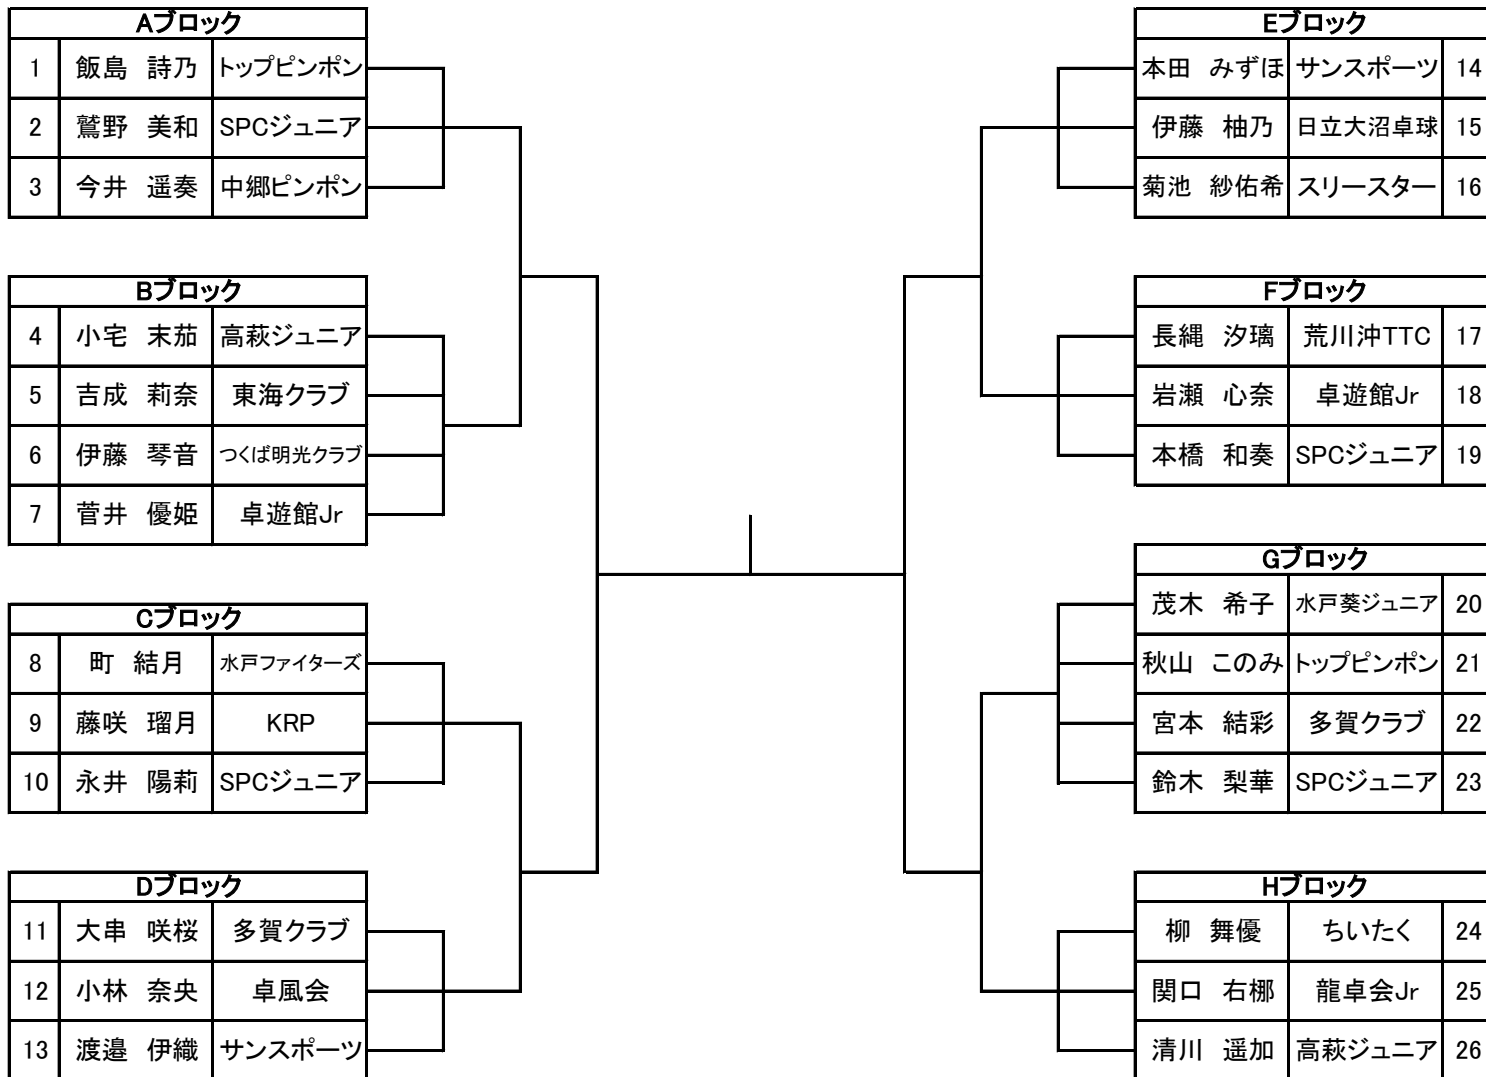 Aブロック
1 飯島 詩乃 トップピンポン
2 鷲野 美和 SPCジュニア
3 今井 遥奏 中郷ピンポン
Bブロック
4 小宅 末茄 高萩ジュニア
5 吉成 莉奈 東海クラブ
6 伊藤 琴音 つくば明光クラブ
7 菅井 優姫 卓遊館Jr
Cブロック
8 町 結月 水戸ファイターズ
9 藤咲 瑠月 KRP
10 永井 陽莉 SPCジュニア
Dブロック
11 大串 咲桜 多賀クラブ
12 小林 奈央 卓風会
13 渡邉 伊織 サンスポーツ
Eブロック
本田 みずほ サンスポーツ 14
伊藤 柚乃 日立大沼卓球 15
菊池 紗佑希 スリースター 16
Fブロック
長縄 汐璃 荒川沖TTC 17
岩瀬 心奈 卓遊館Jr 18
本橋 和奏 SPCジュニア 19
Gブロック
茂木 希子 水戸葵ジュニア 20
秋山 このみ トップピンポン 21
宮本 結彩 多賀クラブ 22
鈴木 梨華 SPCジュニア 23
Hブロック
柳 舞優 ちいたく 24
関口 右梛 龍卓会Jr 25
清川 遥加 高萩ジュニア 26